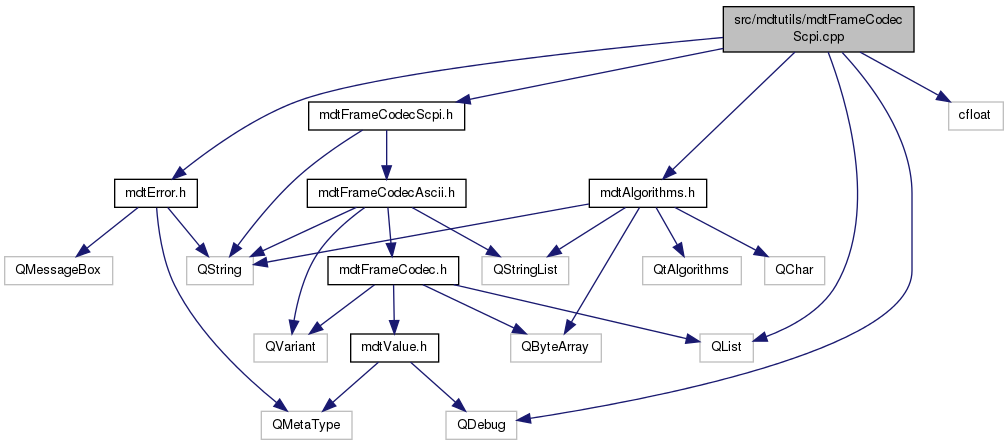 src/mdtutils/mdtFrameCodec
Scpi.cpp
mdtFrameCodecScpi.h
cfloat
mdtError.h
mdtFrameCodecAscii.h
mdtAlgorithms.h
QMessageBox
QString
mdtFrameCodec.h
QStringList
QtAlgorithms
QChar
QVariant
mdtValue.h
QByteArray
QList
QMetaType
QDebug